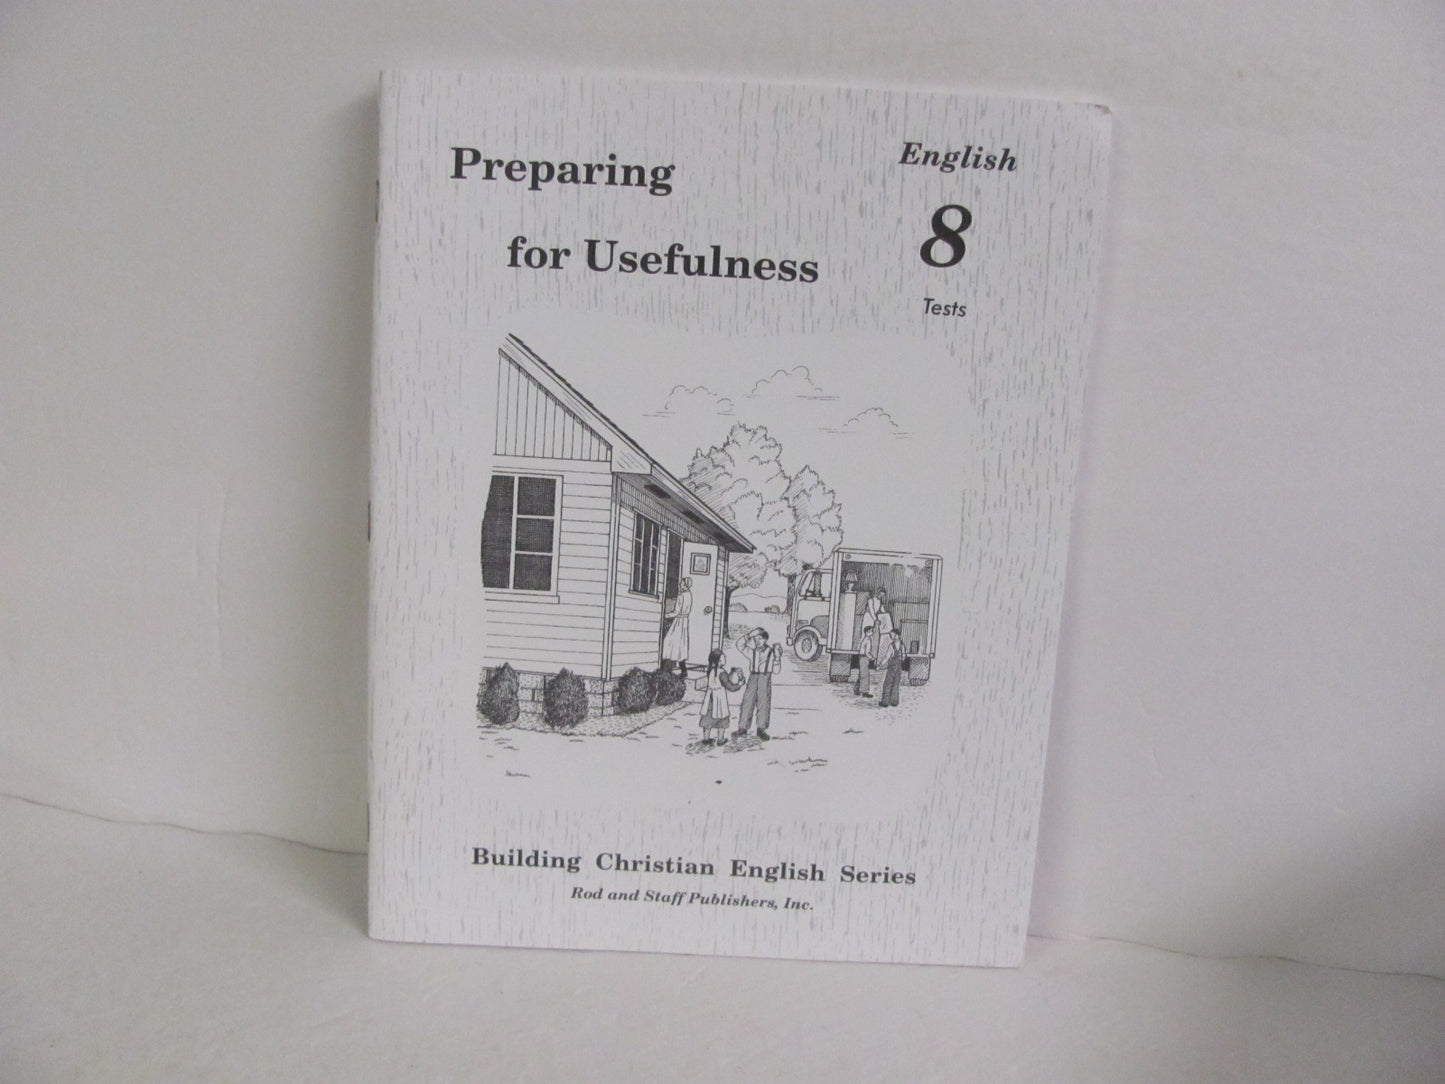 Preparing
for Usefulness
English
8
Tests
Building Christian English Series
Rod and Staff Publishers, Inc.